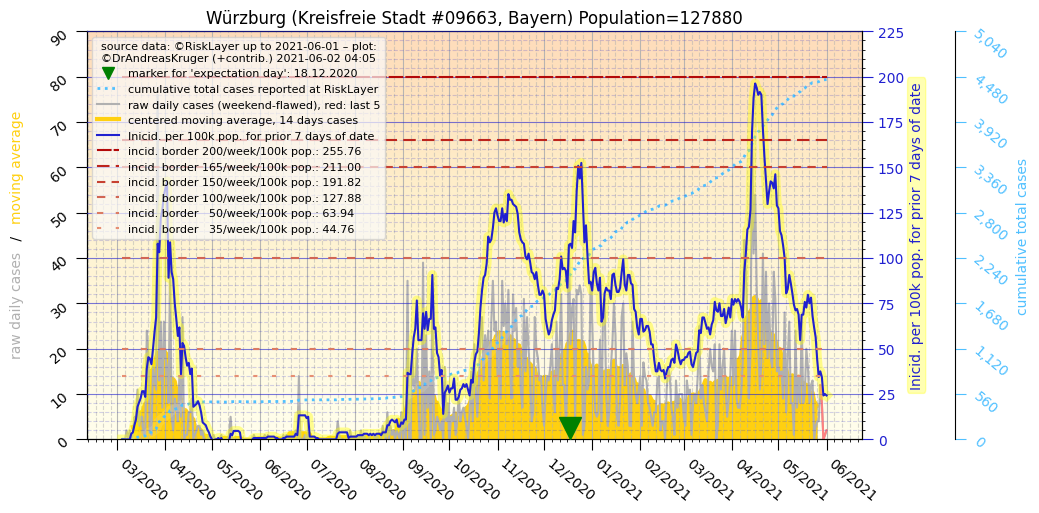 Würzburg (Kreisfreie Stadt #09663, Bayern) Population=127880
source data: ©RiskLayer up to 2021-06-01 – plot:
©DrAndreasKruger (+contrib.) 2021-06-02 04:05
marker for 'expectation day': 18.12.2020
cumulative total cases reported at RiskLayer
raw daily cases (weekend-flawed), red: last 5
centered moving average, 14 days cases
Inicid. per 100k pop. for prior 7 days of date
incid. border 200/week/100k pop.: 255.76
incid. border 165/week/100k pop.: 211.00
incid. border 150/week/100k pop.: 191.82
incid. border 100/week/100k pop.: 127.88
incid. border 50/week/100k pop.: 63.94
incid. border 35/week/100k pop.: 44.76
raw daily cases / moving average
90
80
70
60
50
40
30
20
10
0
03/2020
04/2020
05/2020
06/2020
07/2020
08/2020
09/2020
10/2020
11/2020
12/2020
01/2021
02/2021
03/2021
04/2021
05/2021
06/2021
225
200
175
150
125
100
75
50
25
0
Inicid. per 100k pop. for prior 7 days of date
5,040
4,480
3,920
3,360
2,800
2,240
1,680
1,120
560
0
cumulative total cases